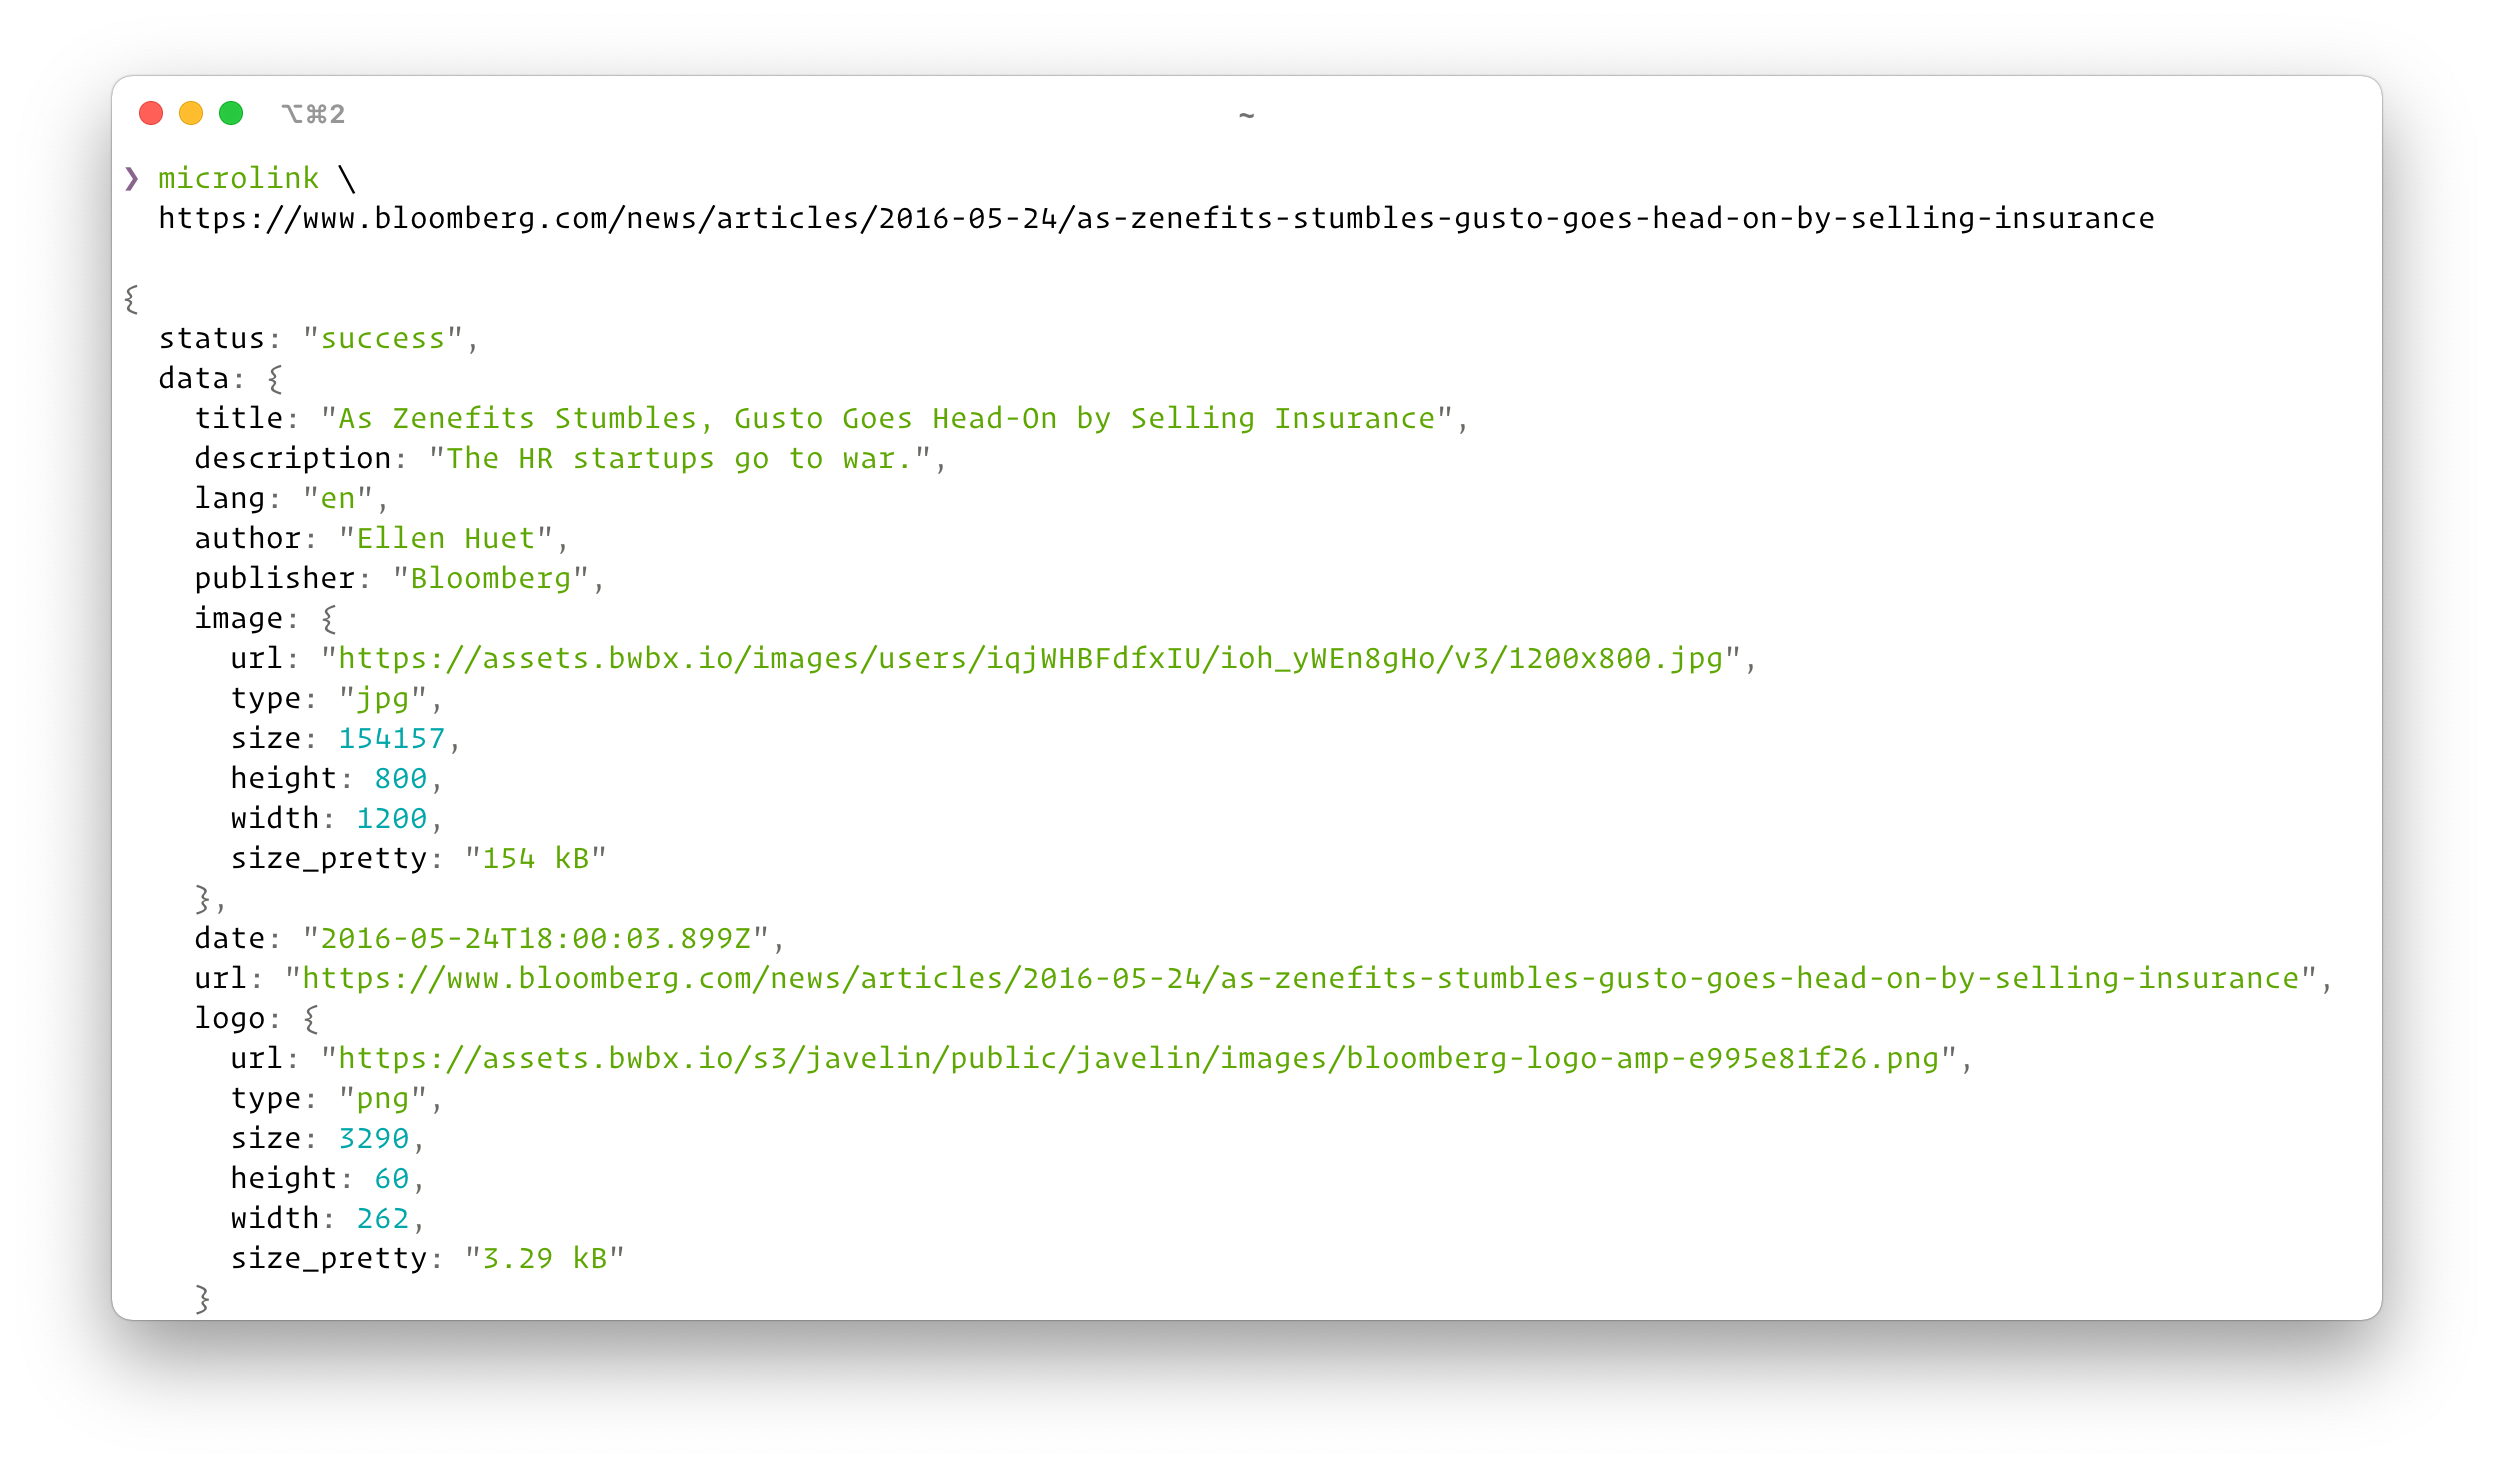 ⌥⌘2
~
❯ microlink \
https://www.bloomberg.com/news/articles/2016-05-24/as-zenefits-stumbles-gusto-goes-head-on-by-selling-insurance
{
status: "success",
data: {
title: "As Zenefits Stumbles, Gusto Goes Head-On by Selling Insurance",
description: "The HR startups go to war.",
lang: "en",
author: "Ellen Huet",
publisher: "Bloomberg",
image: {
url: "https://assets.bwbx.io/images/users/iqjWHBFdfxIU/ioh_yWEn8gHo/v3/1200x800.jpg",
type: "jpg",
size: 154157,
height: 800,
width: 1200,
size_pretty: "154 kB"
},
date: "2016-05-24T18:00:03.899Z",
url: "https://www.bloomberg.com/news/articles/2016-05-24/as-zenefits-stumbles-gusto-goes-head-on-by-selling-insurance",
logo: {
url: "https://assets.bwbx.io/s3/javelin/public/javelin/images/bloomberg-logo-amp-e995e81f26.png",
type: "png",
size: 3290,
height: 60,
width: 262,
size_pretty: "3.29 kB"
}